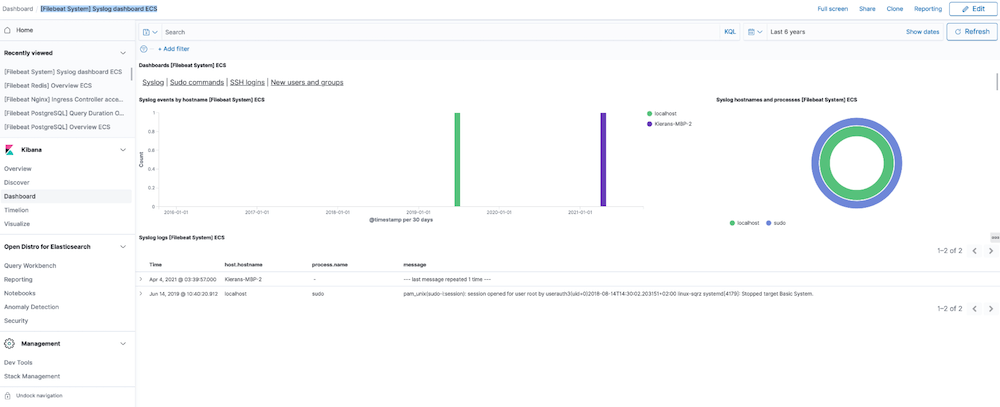 Dashboard [Filebeat System] Syslog dashboard ECS
Full screen Share Clone Reporting Edit
Home
Search KQL Last 6 years Show dates Refresh
+ Add filter
Recently viewed
[Filebeat System] Syslog dashboard ECS
[Filebeat Redis] Overview ECS
[Filebeat Nginx] Ingress Controller acce...
[Filebeat PostgreSQL] Query Duration O...
[Filebeat PostgreSQL] Overview ECS
Kibana
Overview
Discover
Dashboard
Timelion
Visualize
Open Distro for Elasticsearch
Query Workbench
Reporting
Notebooks
Anomaly Detection
Security
Management
Dev Tools
Stack Management
Undock navigation
Dashboards [Filebeat System] ECS
Syslog | Sudo commands | SSH logins | New users and groups
Syslog events by hostname [Filebeat System] ECS
1
0.8
0.6
0.4
0.2
0
Count
2016-01-01 2017-01-01 2018-01-01 2019-01-01 2020-01-01 2021-01-01
@timestamp per 30 days
localhost
Kierans-MBP-2
Syslog hostnames and processes [Filebeat System] ECS
localhost sudo
Syslog logs [Filebeat System] ECS
1–2 of 2
Time host.hostname process.name message
Apr 4, 2021 @ 03:39:57.000 Kierans-MBP-2 - --- last message repeated 1 time ---
Jun 14, 2019 @ 10:40:20.912 localhost sudo pam_unix(sudo-i:session): session opened for user root by userauth3(uid=0)2018-08-14T14:30:02.203151+02:00 linux-sqrz systemd[4179]: Stopped target Basic System.
1–2 of 2